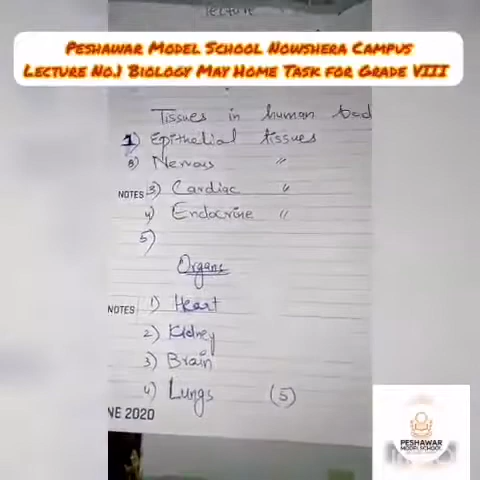 Lecture
Peshawar Model School Nowshera Campus
Lecture No.1 Biology May Home Task for Grade VIII
Tissues in human bod
1) Epithelial tissues
2) Nervous "
NOTES 3) Cardiac "
4) Endocrine "
5)
Organs
NOTES 1) Heart
2) Kidney
3) Brain
4) Lungs (5)
NE 2020
PESHAWAR
MODEL SCHOOL